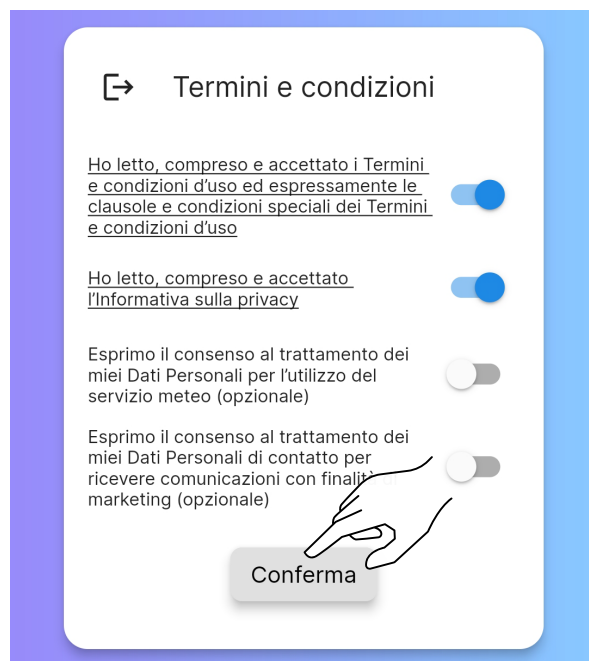 Termini e condizioni
Ho letto, compreso e accettato i Termini
e condizioni d’uso ed espressamente le
clausole e condizioni speciali dei Termini
e condizioni d’uso
Ho letto, compreso e accettato
l’Informativa sulla privacy
Esprimo il consenso al trattamento dei
miei Dati Personali per l’utilizzo del
servizio meteo (opzionale)
Esprimo il consenso al trattamento dei
miei Dati Personali di contatto per
ricevere comunicazioni con finalità di
marketing (opzionale)
Conferma